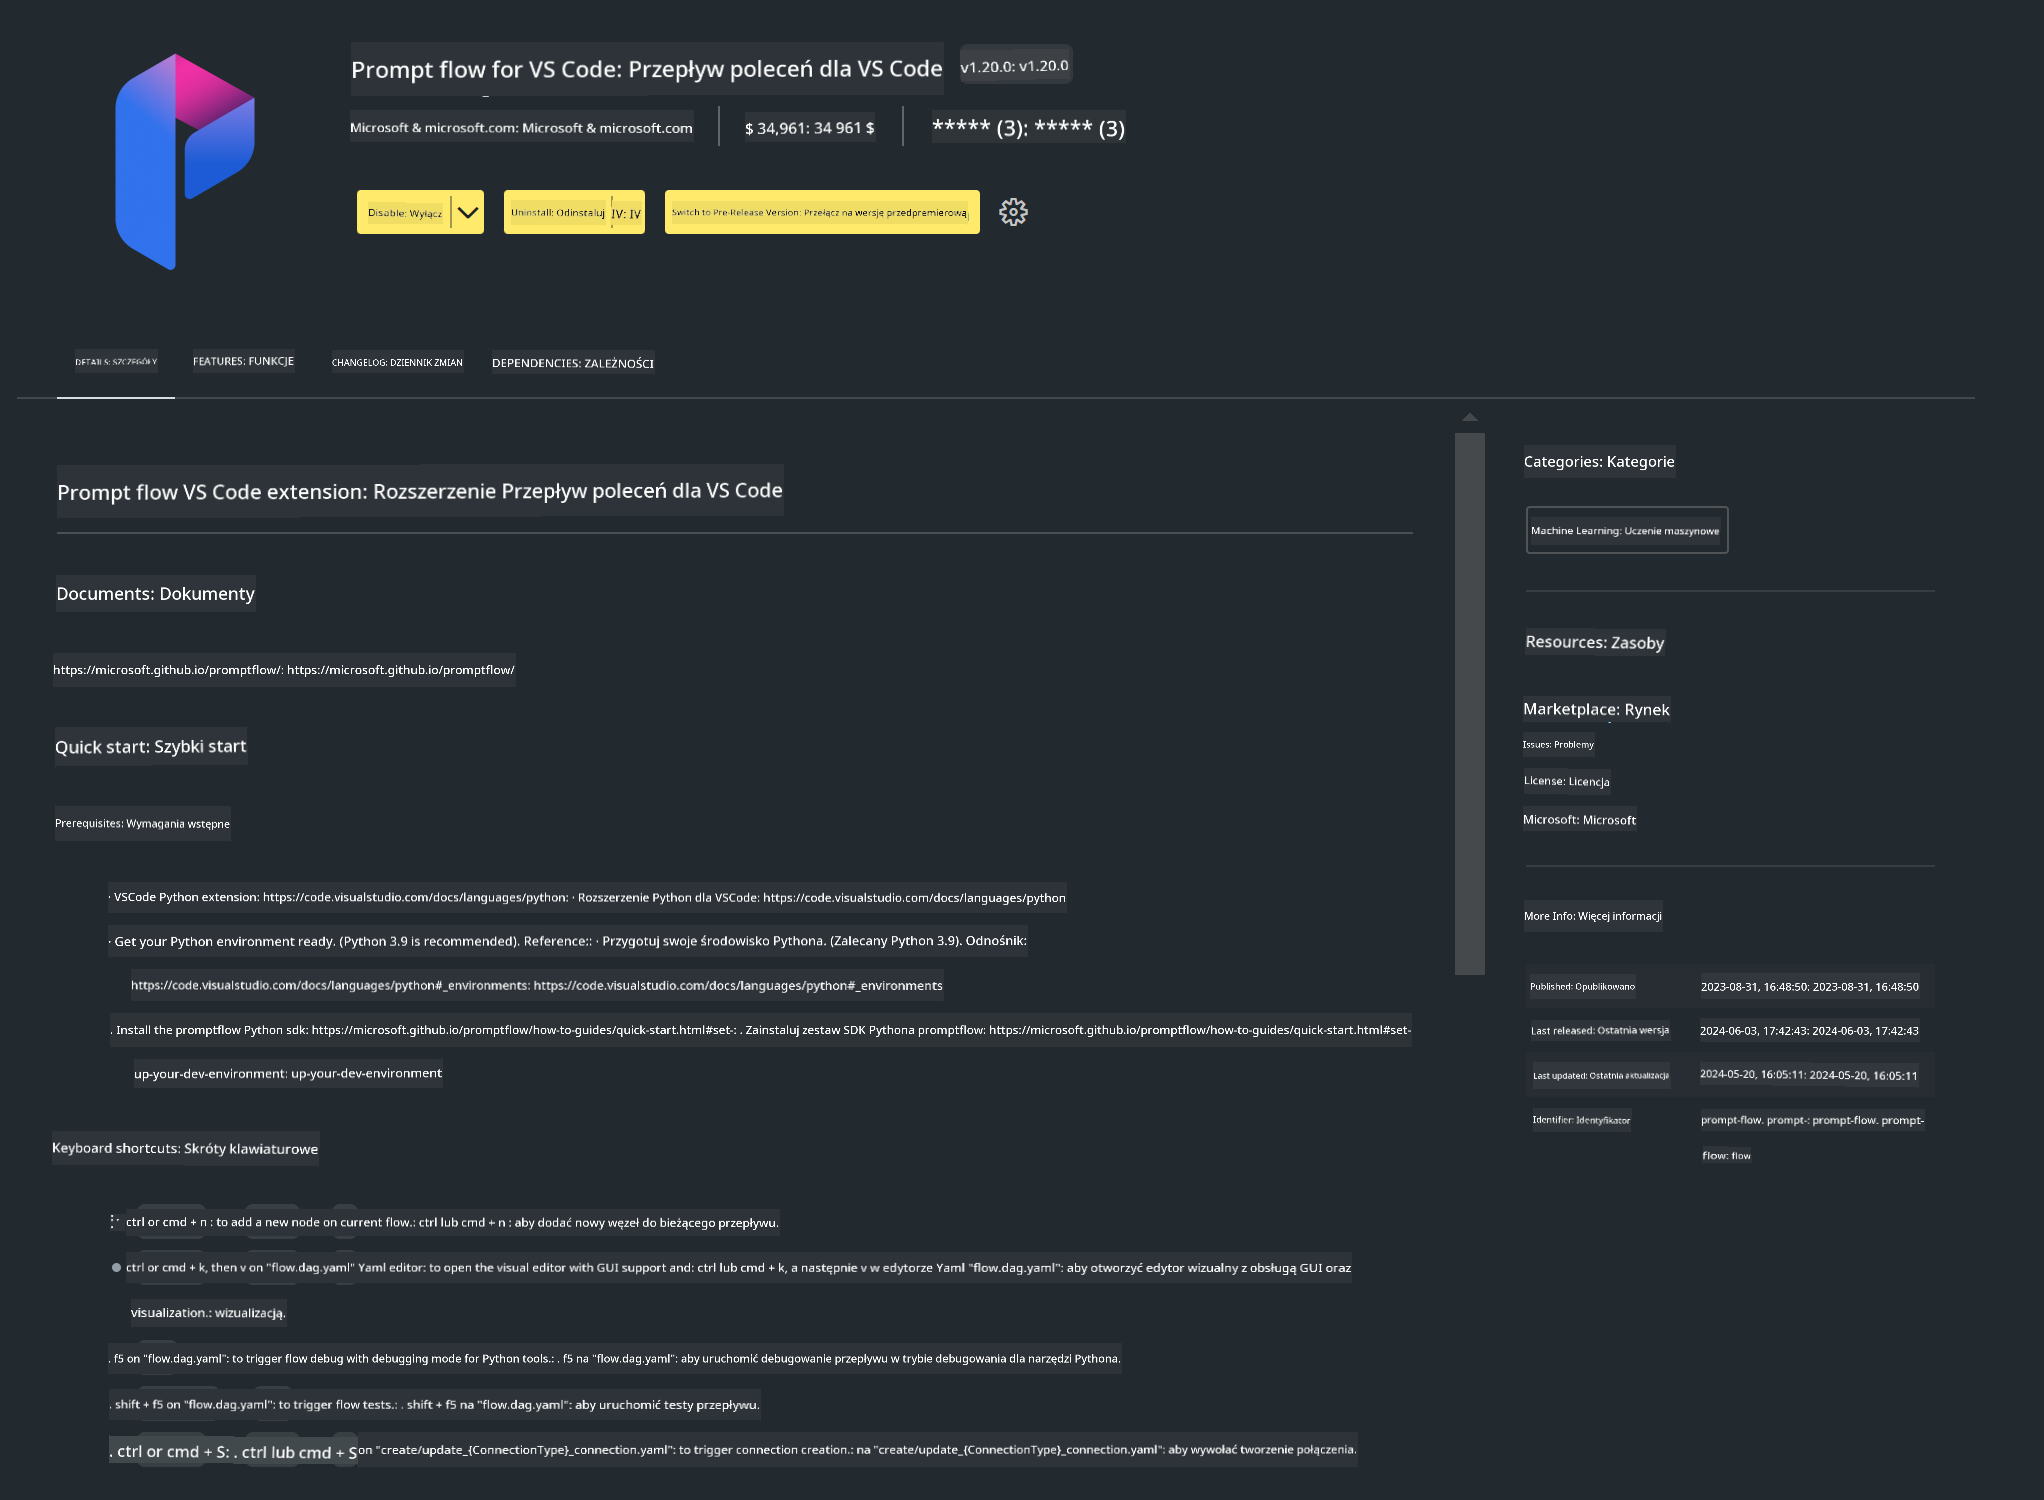 Prompt flow for VS Code: Przepływ poleceń dla VS Code v1.20.0: v1.20.0
Microsoft & microsoft.com: Microsoft & microsoft.com $ 34,961: 34 961 $ ***** (3): ***** (3)
Disable: Wyłącz Uninstall: Odinstaluj IV: IV Switch to Pre-Release Version: Przełącz na wersję przedpremierową
DETAILS: SZCZEGÓŁY FEATURES: FUNKCJE CHANGELOG: DZIENNIK ZMIAN DEPENDENCIES: ZALEŻNOŚCI
Prompt flow VS Code extension: Rozszerzenie Przepływ poleceń dla VS Code
Documents: Dokumenty
https://microsoft.github.io/promptflow/: https://microsoft.github.io/promptflow/
Quick start: Szybki start
Prerequisites: Wymagania wstępne
· VSCode Python extension: https://code.visualstudio.com/docs/languages/python: · Rozszerzenie Python dla VSCode: https://code.visualstudio.com/docs/languages/python
· Get your Python environment ready. (Python 3.9 is recommended). Reference:: · Przygotuj swoje środowisko Pythona. (Zalecany Python 3.9). Odnośnik:
https://code.visualstudio.com/docs/languages/python#_environments: https://code.visualstudio.com/docs/languages/python#_environments
. Install the promptflow Python sdk: https://microsoft.github.io/promptflow/how-to-guides/quick-start.html#set-: . Zainstaluj zestaw SDK Pythona promptflow: https://microsoft.github.io/promptflow/how-to-guides/quick-start.html#set-
up-your-dev-environment: up-your-dev-environment
Keyboard shortcuts: Skróty klawiaturowe
ctrl or cmd + n : to add a new node on current flow.: ctrl lub cmd + n : aby dodać nowy węzeł do bieżącego przepływu.
ctrl or cmd + k, then v on "flow.dag.yaml" Yaml editor: to open the visual editor with GUI support and: ctrl lub cmd + k, a następnie v w edytorze Yaml "flow.dag.yaml": aby otworzyć edytor wizualny z obsługą GUI oraz
visualization.: wizualizacją.
. f5 on "flow.dag.yaml": to trigger flow debug with debugging mode for Python tools.: . f5 na "flow.dag.yaml": aby uruchomić debugowanie przepływu w trybie debugowania dla narzędzi Pythona.
. shift + f5 on "flow.dag.yaml": to trigger flow tests.: . shift + f5 na "flow.dag.yaml": aby uruchomić testy przepływu.
. ctrl or cmd + S: . ctrl lub cmd + S on "create/update_{ConnectionType}_connection.yaml": to trigger connection creation.: na "create/update_{ConnectionType}_connection.yaml": aby wywołać tworzenie połączenia.
Categories: Kategorie
Machine Learning: Uczenie maszynowe
Resources: Zasoby
Marketplace: Rynek
Issues: Problemy
License: Licencja
Microsoft: Microsoft
More Info: Więcej informacji
Published: Opublikowano 2023-08-31, 16:48:50: 2023-08-31, 16:48:50
Last released: Ostatnia wersja 2024-06-03, 17:42:43: 2024-06-03, 17:42:43
Last updated: Ostatnia aktualizacja 2024-05-20, 16:05:11: 2024-05-20, 16:05:11
Identifier: Identyfikator prompt-flow. prompt-: prompt-flow. prompt-
flow: flow